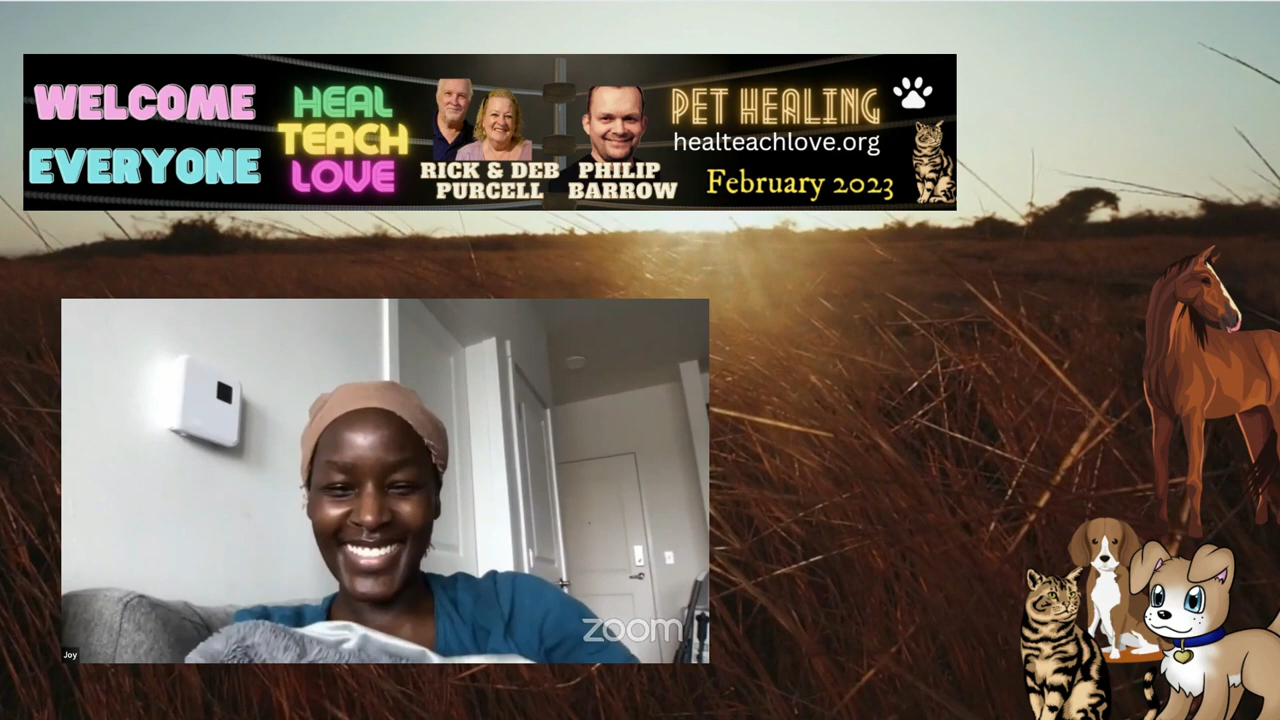 WELCOME
EVERYONE
HEAL
TEACH
LOVE
RICK & DEB
PURCELL
PHILIP
BARROW
PET HEALING
healteachlove.org
February 2023
zoom
Joy